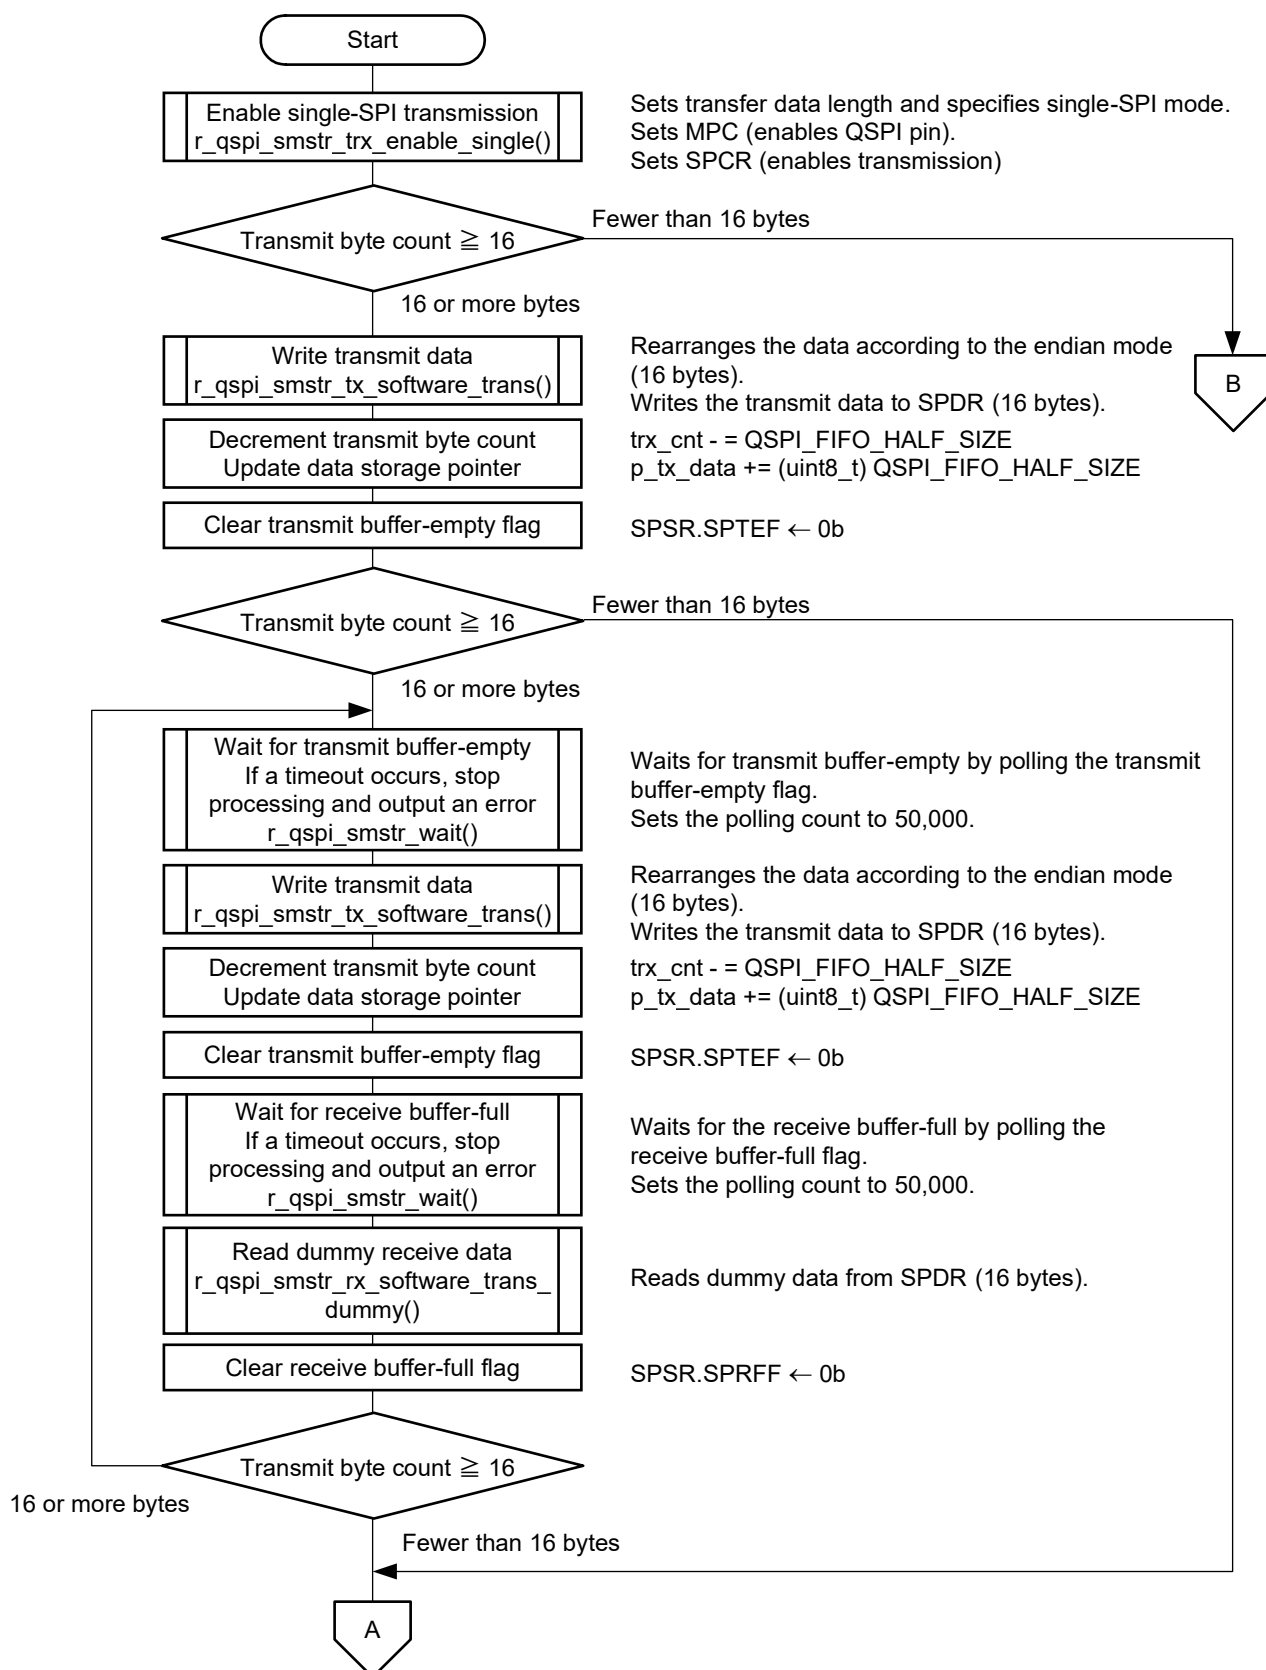 Start
Enable single-SPI transmission
r_qspi_smstr_trx_enable_single()
Sets transfer data length and specifies single-SPI mode.
Sets MPC (enables QSPI pin).
Sets SPCR (enables transmission)
Transmit byte count ≧ 16
Fewer than 16 bytes
16 or more bytes
Write transmit data
r_qspi_smstr_tx_software_trans()
Rearranges the data according to the endian mode
(16 bytes).
Writes the transmit data to SPDR (16 bytes).
B
Decrement transmit byte count
Update data storage pointer
trx_cnt - = QSPI_FIFO_HALF_SIZE
p_tx_data += (uint8_t) QSPI_FIFO_HALF_SIZE
Clear transmit buffer-empty flag
SPSR.SPTEF ← 0b
Transmit byte count ≧ 16
Fewer than 16 bytes
16 or more bytes
Wait for transmit buffer-empty
If a timeout occurs, stop
processing and output an error
r_qspi_smstr_wait()
Waits for transmit buffer-empty by polling the transmit
buffer-empty flag.
Sets the polling count to 50,000.
Write transmit data
r_qspi_smstr_tx_software_trans()
Rearranges the data according to the endian mode
(16 bytes).
Writes the transmit data to SPDR (16 bytes).
Decrement transmit byte count
Update data storage pointer
trx_cnt - = QSPI_FIFO_HALF_SIZE
p_tx_data += (uint8_t) QSPI_FIFO_HALF_SIZE
Clear transmit buffer-empty flag
SPSR.SPTEF ← 0b
Wait for receive buffer-full
If a timeout occurs, stop
processing and output an error
r_qspi_smstr_wait()
Waits for the receive buffer-full by polling the
receive buffer-full flag.
Sets the polling count to 50,000.
Read dummy receive data
r_qspi_smstr_rx_software_trans_
dummy()
Reads dummy data from SPDR (16 bytes).
Clear receive buffer-full flag
SPSR.SPRFF ← 0b
Transmit byte count ≧ 16
16 or more bytes
Fewer than 16 bytes
A